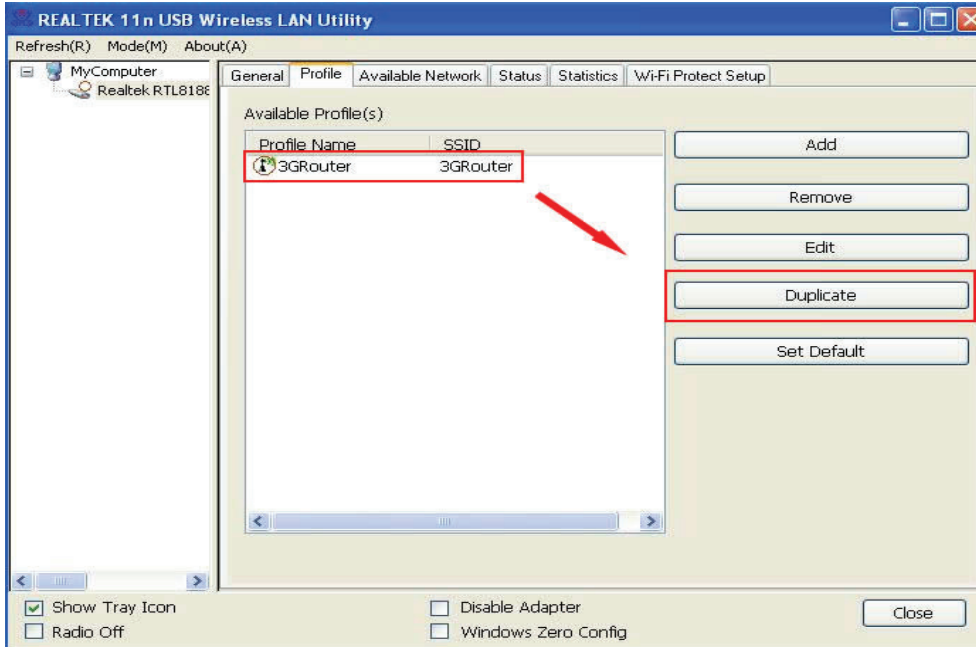 REALTEK 11n USB Wireless LAN Utility
Refresh(R) Mode(M) About(A)
MyComputer
Realtek RTL8188
General Profile Available Network Status Statistics Wi-Fi Protect Setup
Available Profile(s)
Profile Name SSID
3GRouter 3GRouter
Add
Remove
Edit
Duplicate
Set Default
Show Tray Icon
Radio Off
Disable Adapter
Windows Zero Config
Close